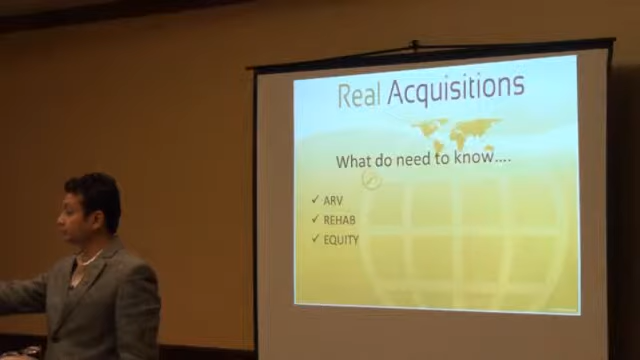 Real Acquisitions
What do need to know....
✓ ARV
✓ REHAB
✓ EQUITY